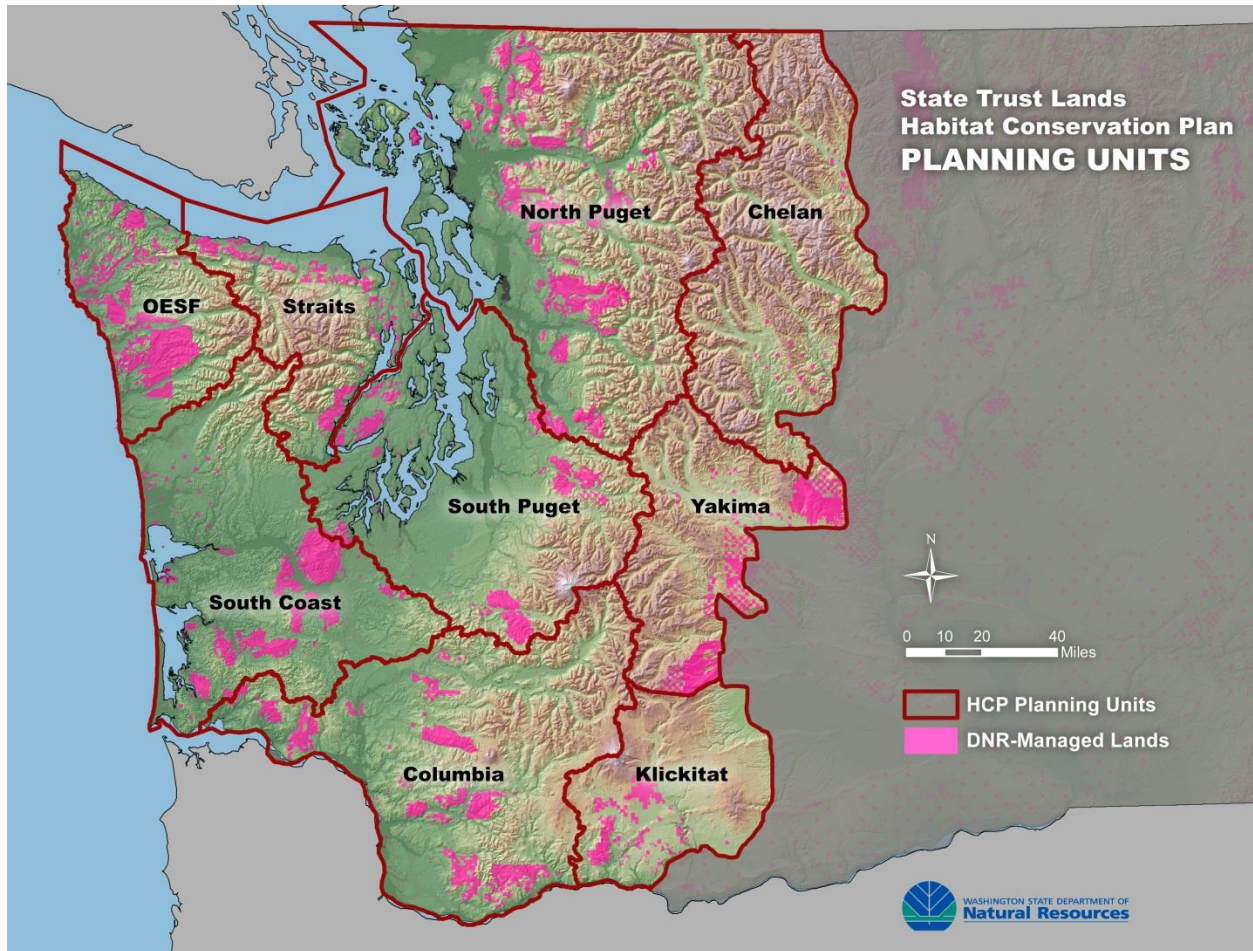 State Trust Lands
Habitat Conservation Plan
PLANNING UNITS
North Puget
Chelan
OESF
Straits
South Puget
Yakima
South Coast
Columbia
Klickitat
N
0 10 20 40
Miles
HCP Planning Units
DNR-Managed Lands
WASHINGTON STATE DEPARTMENT OF
Natural Resources